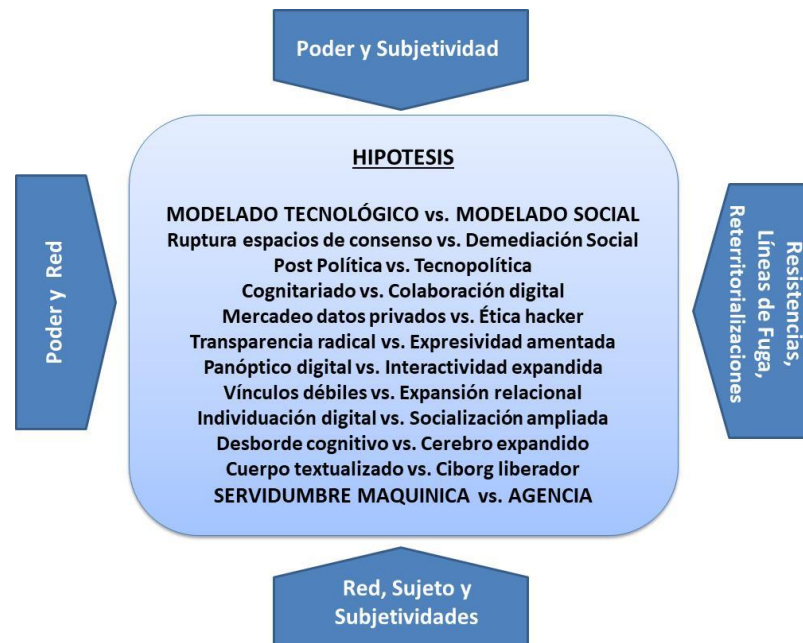 Poder y Subjetividad
HIPOTESIS
MODELADO TECNOLÓGICO vs. MODELADO SOCIAL
Ruptura espacios de consenso vs. Demediación Social
Post Política vs. Tecnopolítica
Cognitariado vs. Colaboración digital
Mercadeo datos privados vs. Ética hacker
Transparencia radical vs. Expresividad amentada
Panóptico digital vs. Interactividad expandida
Vínculos débiles vs. Expansión relacional
Individuación digital vs. Socialización ampliada
Desborde cognitivo vs. Cerebro expandido
Cuerpo textualizado vs. Ciborg liberador
SERVIDUMBRE MAQUINICA vs. AGENCIA
Poder y Red
Resistencias,
Líneas de Fuga,
Reterritorializaciones
Red, Sujeto y
Subjetividades